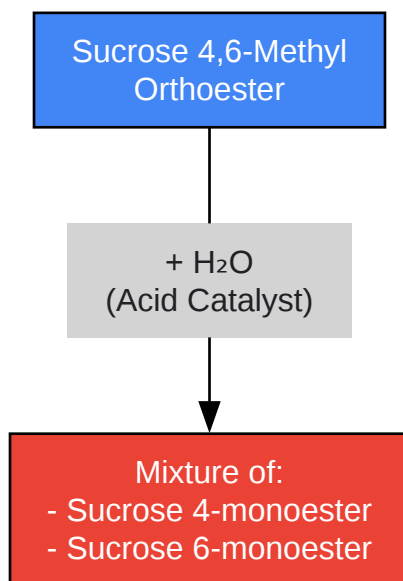 Sucrose 4,6-Methyl
Orthoester
+ H₂O
(Acid Catalyst)
Mixture of:
- Sucrose 4-monoester
- Sucrose 6-monoester